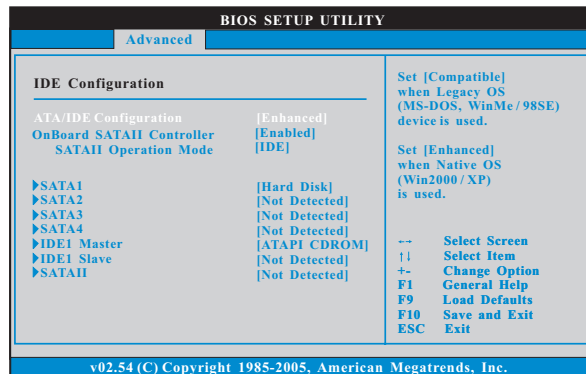 BIOS SETUP UTILITY
Advanced
IDE Configuration
ATA/IDE Configuration [Enhanced]
OnBoard SATAII Controller [Enabled]
SATAII Operation Mode [IDE]
SATA1 [Hard Disk]
SATA2 [Not Detected]
SATA3 [Not Detected]
SATA4 [Not Detected]
IDE1 Master [ATAPI CDROM]
IDE1 Slave [Not Detected]
SATAII [Not Detected]
Set [Compatible]
when Legacy OS
(MS-DOS, WinMe / 98SE)
device is used.
Set [Enhanced]
when Native OS
(Win2000 / XP)
is used.
←→ Select Screen
↑↓ Select Item
+- Change Option
F1 General Help
F9 Load Defaults
F10 Save and Exit
ESC Exit
v02.54 (C) Copyright 1985-2005, American Megatrends, Inc.